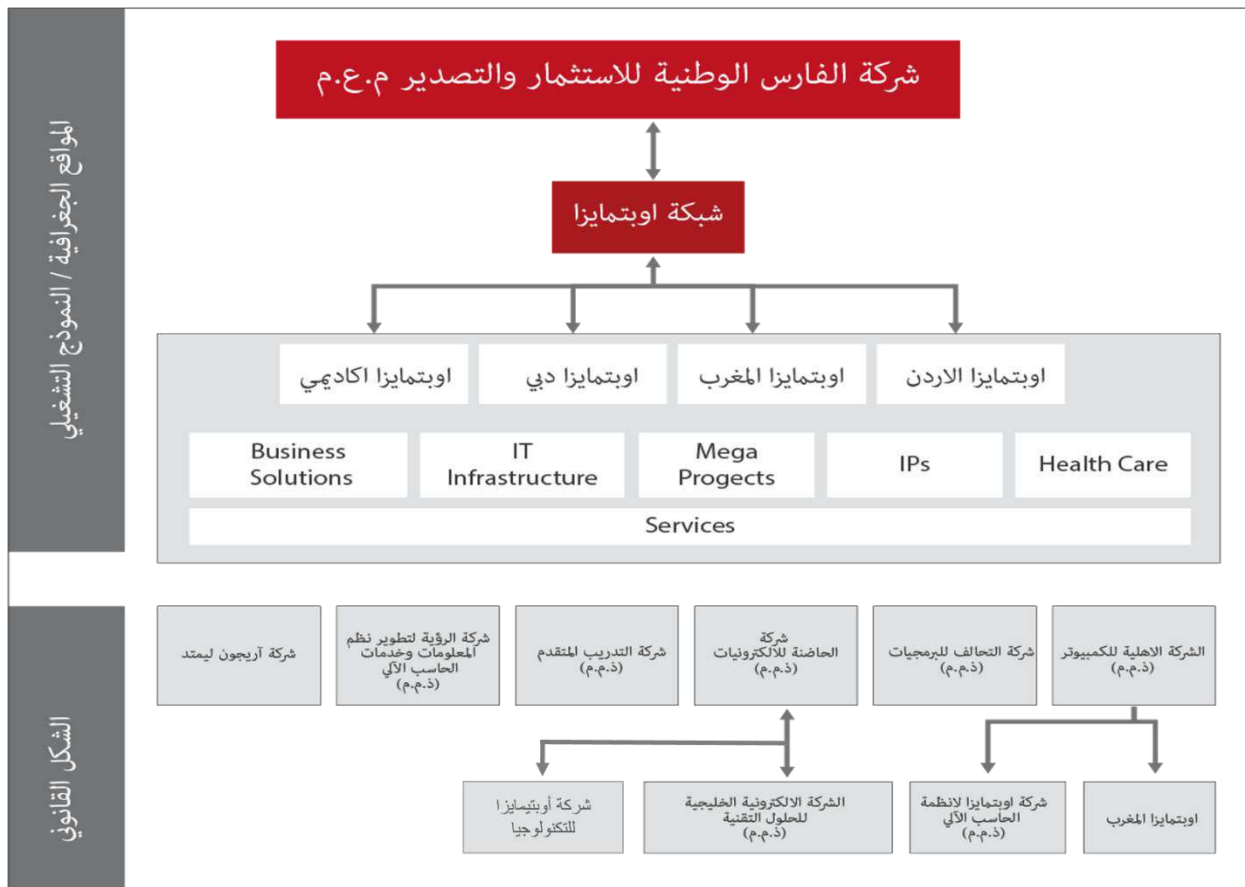 شركة الفارس الوطنية للاستثمار والتصدير م.ع.م
شبكة اوبتمايزا
المواقع الجغرافية / النموذج التشغيلي
اوبتمايزا الاردن
اوبتمايزا المغرب
اوبتمايزا دبي
اوبتمايزا اكاديمي
Business
Solutions
IT
Infrastructure
Mega
Progects
IPs
Health Care
Services
الشكل القانوني
الشركة الاهلية للكمبيوتر
(ذ.م.م)
شركة التحالف للبرمجيات
(ذ.م.م)
شركة
الحاضنة للالكترونيات
(ذ.م.م)
شركة التدريب المتقدم
(ذ.م.م)
شركة الرؤية لتطوير نظم
المعلومات وخدمات
الحاسب الآلي
(ذ.م.م)
شركة آريجون ليمتد
اوبتمايزا المغرب
شركة اوبتمايزا لانظمة
الحاسب الآلي
(ذ.م.م)
الشركة الالكترونية الخليجية
للحلول التقنية
(ذ.م.م)
شركة أوبتيمايزا
للتكنولوجيا